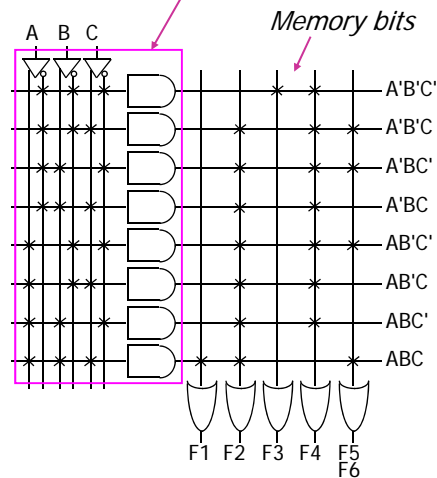 Memory bits
A B C
A'B'C'
A'B'C
A'BC'
A'BC
AB'C'
AB'C
ABC'
ABC
F1 F2 F3 F4 F5
F6